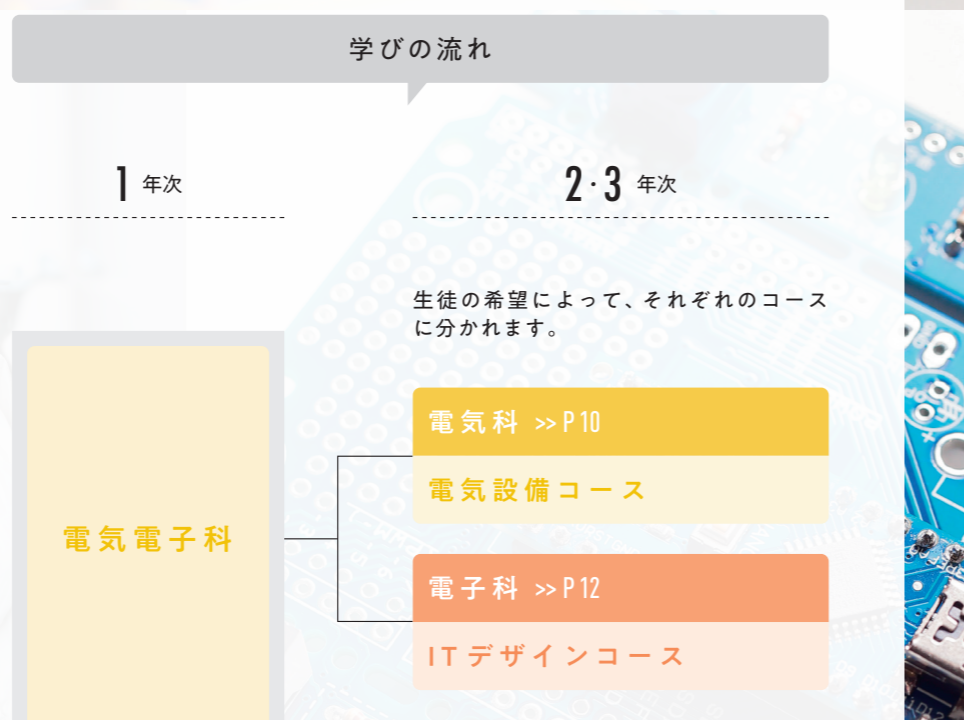 学びの流れ
1 年次
2・3 年次
生徒の希望によって、それぞれのコース
に分かれます。
電気電子科
電気科 >> P10
電気設備コース
電子科 >> P12
ITデザインコース